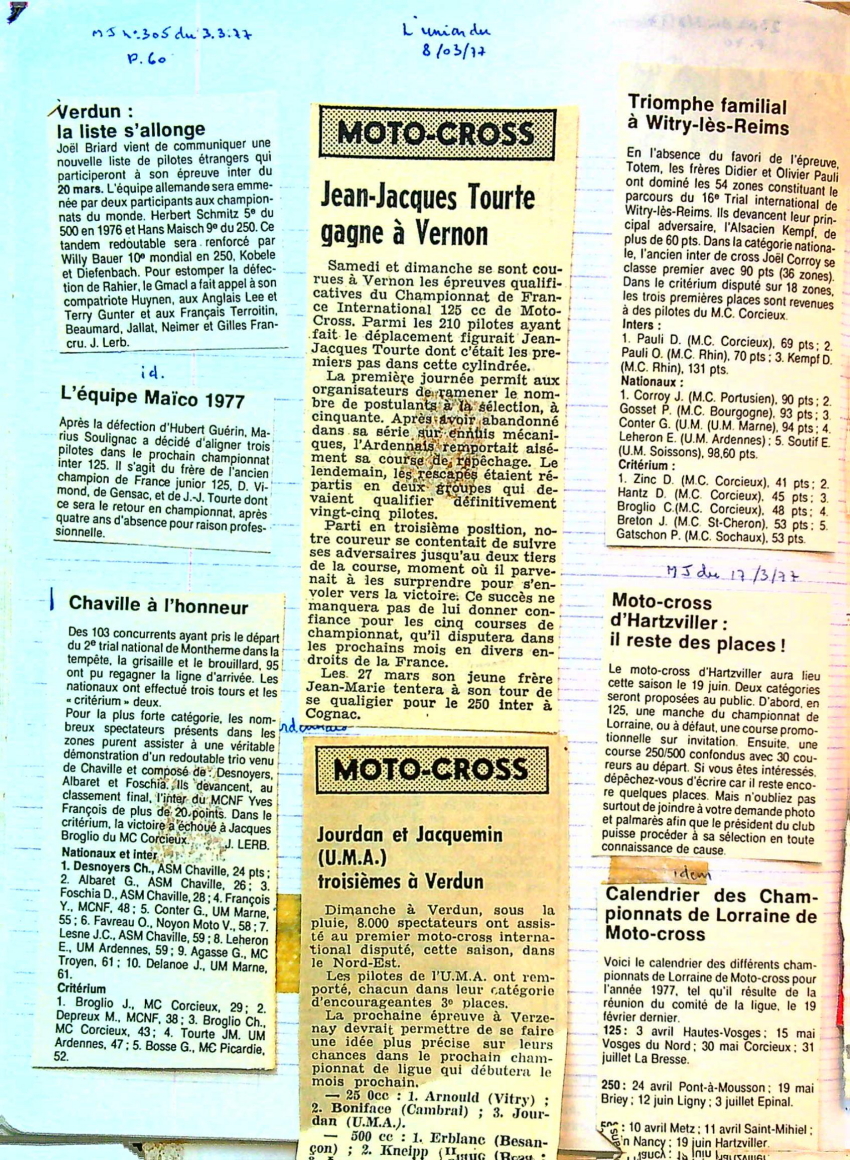 MJ n° 305 du 3.3.77
P. 60
Verdun :
la liste s'allonge
Joël Briard vient de communiquer une
nouvelle liste de pilotes étrangers qui
participeront à son épreuve inter du
20 mars. L'équipe allemande sera emme-
née par deux participants aux champion-
nats du monde. Herbert Schmitz 5e du
500 en 1976 et Hans Maisch 9e du 250. Ce
tandem redoutable sera renforcé par
Willy Bauer 10e mondial en 250, Kobele
et Diefenbach. Pour estomper la défec-
tion de Rahier, le Gmacl a fait appel à son
compatriote Huynen, aux Anglais Lee et
Terry Gunter et aux Français Terroitin,
Beaumard, Jallat, Neimer et Gilles Fran-
cru. J. Lerb.
id.
L'équipe Maïco 1977
Après la défection d'Hubert Guérin, Ma-
rius Soulignac a décidé d'aligner trois
pilotes dans le prochain championnat
inter 125. Il s'agit du frère de l'ancien
champion de France junior 125, D. Vi-
mond, de Gensac, et de J.-J. Tourte dont
ce sera le retour en championnat, après
quatre ans d'absence pour raison profes-
sionnelle.
Chaville à l'honneur
Des 103 concurrents ayant pris le départ
du 2e trial national de Montherme dans la
tempête, la grisaille et le brouillard, 95
ont pu regagner la ligne d'arrivée. Les
nationaux ont effectué trois tours et les
« critérium » deux.
Pour la plus forte catégorie, les nom-
breux spectateurs présents dans les
zones purent assister à une véritable
démonstration d'un redoutable trio venu
de Chaville et composé de Desnoyers,
Albaret et Foschia. Ils devancent, au
classement final, l'inter du MCNF Yves
François de plus de 20 points. Dans le
critérium, la victoire a échoué à Jacques
Broglio du MC Corcieux. J. LERB.
Nationaux et inter
1. Desnoyers Ch., ASM Chaville, 24 pts ;
2. Albaret G., ASM Chaville, 26 ; 3.
Foschia D., ASM Chaville, 28 ; 4. François
Y., MCNF, 48 ; 5. Conter G., UM Marne,
55 ; 6. Favreau O., Noyon Moto V., 58 ; 7.
Lesne J.C., ASM Chaville, 59 ; 8. Leheron
E., UM Ardennes, 59 ; 9. Agasse G., MC
Troyen, 61 ; 10. Delanoe J., UM Marne,
61.
Critérium
1. Broglio J., MC Corcieux, 29 ; 2.
Depreux M., MCNF, 38 ; 3. Broglio Ch.,
MC Corcieux, 43 ; 4. Tourte JM. UM
Ardennes, 47 ; 5. Bosse G., MC Picardie,
52.
L'union du
8/03/77
MOTO-CROSS
Jean-Jacques Tourte
gagne à Vernon
Samedi et dimanche se sont cou-
rues à Vernon les épreuves qualifi-
catives du Championnat de Fran-
ce International 125 cc de Moto-
Cross. Parmi les 210 pilotes ayant
fait le déplacement figurait Jean-
Jacques Tourte dont c'était les pre-
miers pas dans cette cylindrée.
La première journée permit aux
organisateurs de ramener le nom-
bre de postulants à la sélection, à
cinquante. Après avoir abandonné
dans sa série sur ennuis mécani-
ques, l'Ardennais remportait aisé-
ment sa course de repêchage. Le
lendemain, les rescapés étaient ré-
partis en deux groupes qui de-
vaient qualifier définitivement
vingt-cinq pilotes.
Parti en troisième position, no-
tre coureur se contentait de suivre
ses adversaires jusqu'au deux tiers
de la course, moment où il parve-
nait à les surprendre pour s'en-
voler vers la victoire. Ce succès ne
manquera pas de lui donner con-
fiance pour les cinq courses de
championnat, qu'il disputera dans
les prochains mois en divers en-
droits de la France.
Les 27 mars son jeune frère
Jean-Marie tentera à son tour de
se qualigier pour le 250 inter à
Cognac.
MOTO-CROSS
Jourdan et Jacquemin
(U.M.A.)
troisièmes à Verdun
Dimanche à Verdun, sous la
pluie, 8.000 spectateurs ont assis-
té au premier moto-cross interna-
tional disputé, cette saison, dans
le Nord-Est.
Les pilotes de l'U.M.A. ont rem-
porté, chacun dans leur catégorie
d'encourageantes 3e places.
La prochaine épreuve à Verze-
nay devrait permettre de se faire
une idée plus précise sur leurs
chances dans le prochain cham-
pionnat de ligue qui débutera le
mois prochain.
— 25 0cc : 1. Arnould (Vitry) ;
2. Boniface (Cambrai) ; 3. Jour-
dan (U.M.A.).
— 500 cc : 1. Erblanc (Besan-
çon) ; 2. Kneipp
Triomphe familial
à Witry-lès-Reims
En l'absence du favori de l'épreuve,
Totem, les frères Didier et Olivier Pauli
ont dominé les 54 zones constituant le
parcours du 16e Trial international de
Witry-lès-Reims. Ils devancent leur prin-
cipal adversaire, l'Alsacien Kempf, de
plus de 60 pts. Dans la catégorie nationa-
le, l'ancien inter de cross Joël Corroy se
classe premier avec 90 pts (36 zones).
Dans le critérium disputé sur 18 zones,
les trois premières places sont revenues
à des pilotes du M.C. Corcieux.
Inters :
1. Pauli D. (M.C. Corcieux), 69 pts ; 2.
Pauli O. (M.C. Rhin), 70 pts ; 3. Kempf D.
(M.C. Rhin), 131 pts.
Nationaux :
1. Corroy J. (M.C. Portusien), 90 pts ; 2.
Gosset P. (M.C. Bourgogne), 93 pts ; 3.
Conter G. (U.M. (U.M. Marne), 94 pts ; 4.
Leheron E. (U.M. Ardennes) ; 5. Soutif E.
(U.M. Soissons), 98,60 pts.
Critérium :
1. Zinc D. (M.C. Corcieux), 41 pts ; 2.
Hantz D. (M.C. Corcieux), 45 pts ; 3.
Broglio C.(M.C. Corcieux), 48 pts ; 4.
Breton J. (M.C. St-Cheron), 53 pts ; 5.
Gatschon P. (M.C. Sochaux), 53 pts.
MJ du 17/3/77
Moto-cross
d'Hartzviller :
il reste des places !
Le moto-cross d'Hartzviller aura lieu
cette saison le 19 juin. Deux catégories
seront proposées au public. D'abord, en
125, une manche du championnat de
Lorraine, ou à défaut, une course promo-
tionnelle sur invitation. Ensuite, une
course 250/500 confondus avec 30 cou-
reurs au départ. Si vous êtes intéressés,
dépêchez-vous d'écrire car il reste enco-
re quelques places. Mais n'oubliez pas
surtout de joindre à votre demande photo
et palmarès afin que le président du club
puisse procéder à sa sélection en toute
connaissance de cause.
idem
Calendrier des Cham-
pionnats de Lorraine de
Moto-cross
Voici le calendrier des différents cham-
pionnats de Lorraine de Moto-cross pour
l'année 1977, tel qu'il résulte de la
réunion du comité de la ligue, le 19
février dernier.
125 : 3 avril Hautes-Vosges ; 15 mai
Vosges du Nord ; 30 mai Corcieux ; 31
juillet La Bresse.
250 : 24 avril Pont-à-Mousson ; 19 mai
Briey ; 12 juin Ligny ; 3 juillet Epinal.
: 10 avril Metz ; 11 avril Saint-Mihiel ;
n Nancy ; 19 juin Hartzviller.